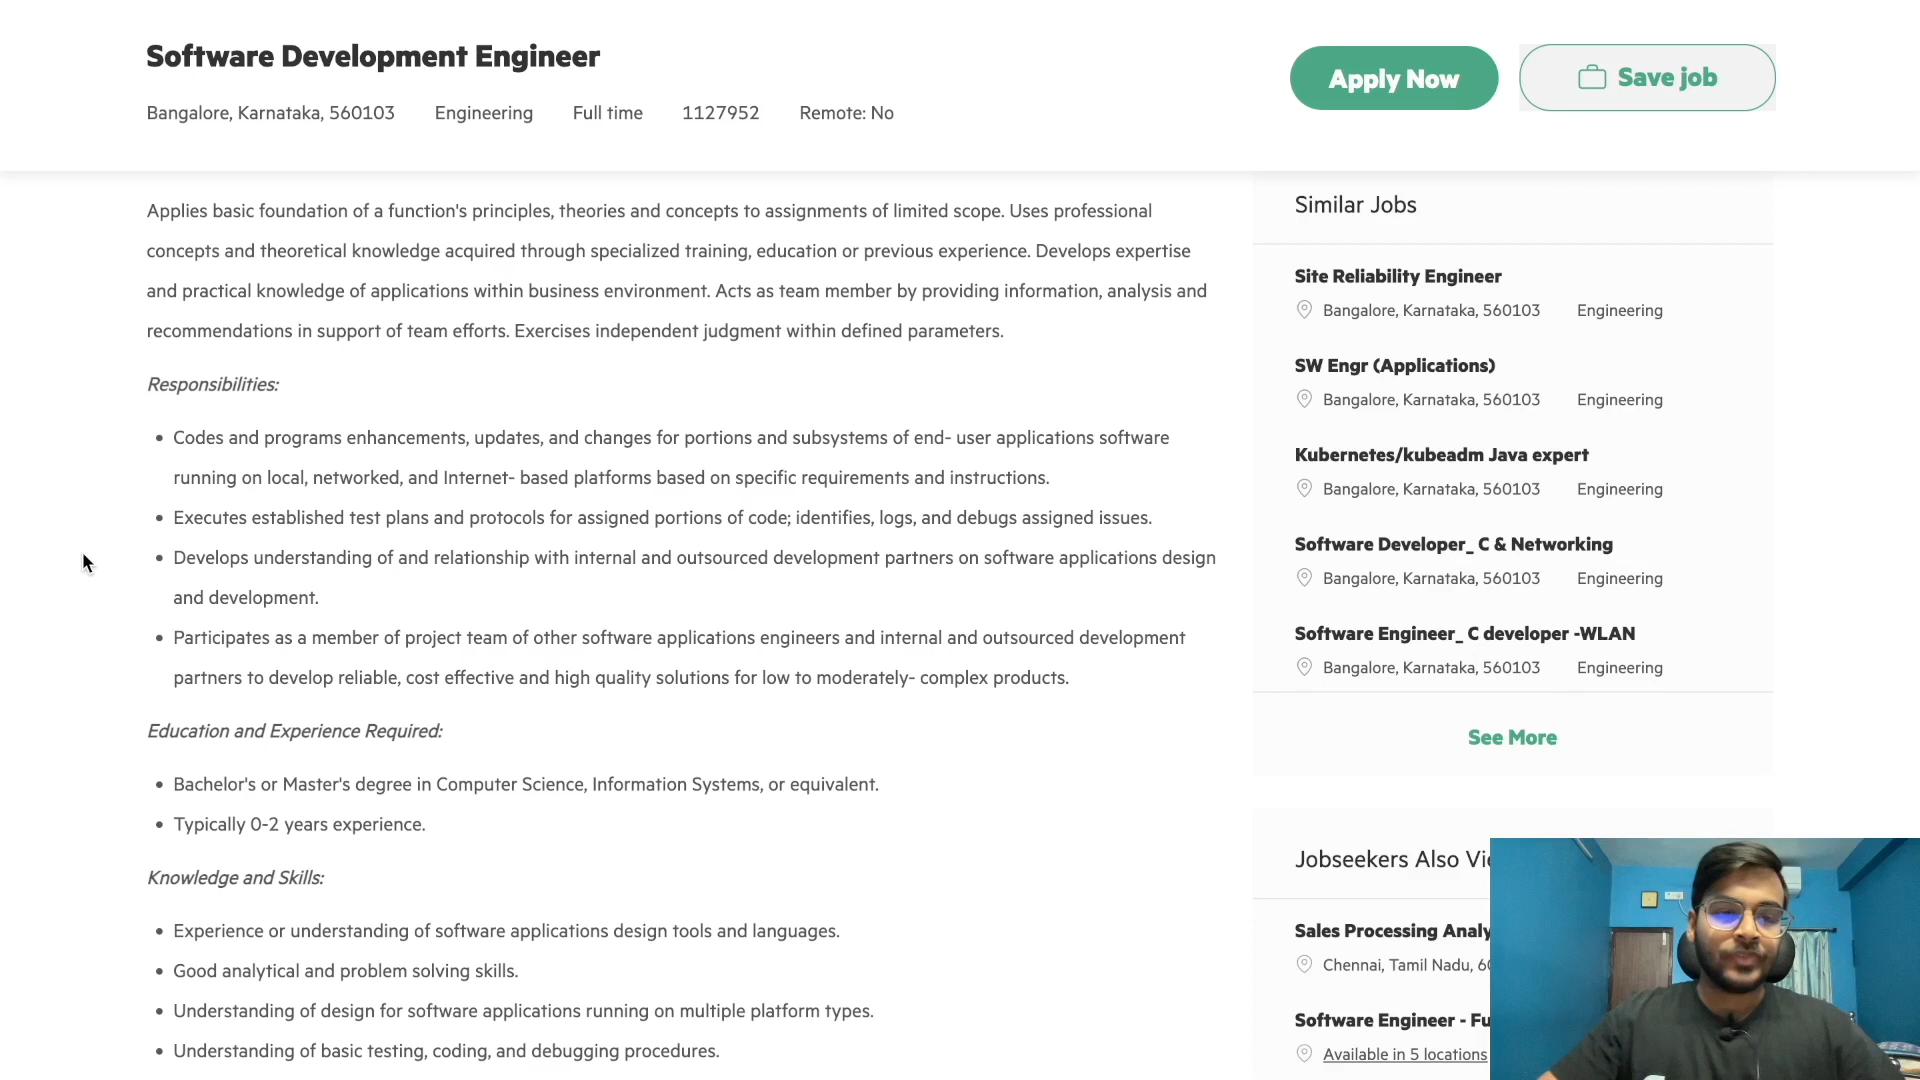 Software Development Engineer
Bangalore, Karnataka, 560103 Engineering Full time 1127952 Remote: No
Apply Now
Save job
Applies basic foundation of a function's principles, theories and concepts to assignments of limited scope. Uses professional
concepts and theoretical knowledge acquired through specialized training, education or previous experience. Develops expertise
and practical knowledge of applications within business environment. Acts as team member by providing information, analysis and
recommendations in support of team efforts. Exercises independent judgment within defined parameters.
Responsibilities:
• Codes and programs enhancements, updates, and changes for portions and subsystems of end- user applications software
running on local, networked, and Internet- based platforms based on specific requirements and instructions.
• Executes established test plans and protocols for assigned portions of code; identifies, logs, and debugs assigned issues.
• Develops understanding of and relationship with internal and outsourced development partners on software applications design
and development.
• Participates as a member of project team of other software applications engineers and internal and outsourced development
partners to develop reliable, cost effective and high quality solutions for low to moderately- complex products.
Education and Experience Required:
• Bachelor's or Master's degree in Computer Science, Information Systems, or equivalent.
• Typically 0-2 years experience.
Knowledge and Skills:
• Experience or understanding of software applications design tools and languages.
• Good analytical and problem solving skills.
• Understanding of design for software applications running on multiple platform types.
• Understanding of basic testing, coding, and debugging procedures.
Similar Jobs
Site Reliability Engineer
Bangalore, Karnataka, 560103 Engineering
SW Engr (Applications)
Bangalore, Karnataka, 560103 Engineering
Kubernetes/kubeadm Java expert
Bangalore, Karnataka, 560103 Engineering
Software Developer_ C & Networking
Bangalore, Karnataka, 560103 Engineering
Software Engineer_ C developer -WLAN
Bangalore, Karnataka, 560103 Engineering
See More
Jobseekers Also
Sales Processing
Chennai, Tamil Nadu,
Software Engineer -
Available in 5 locations